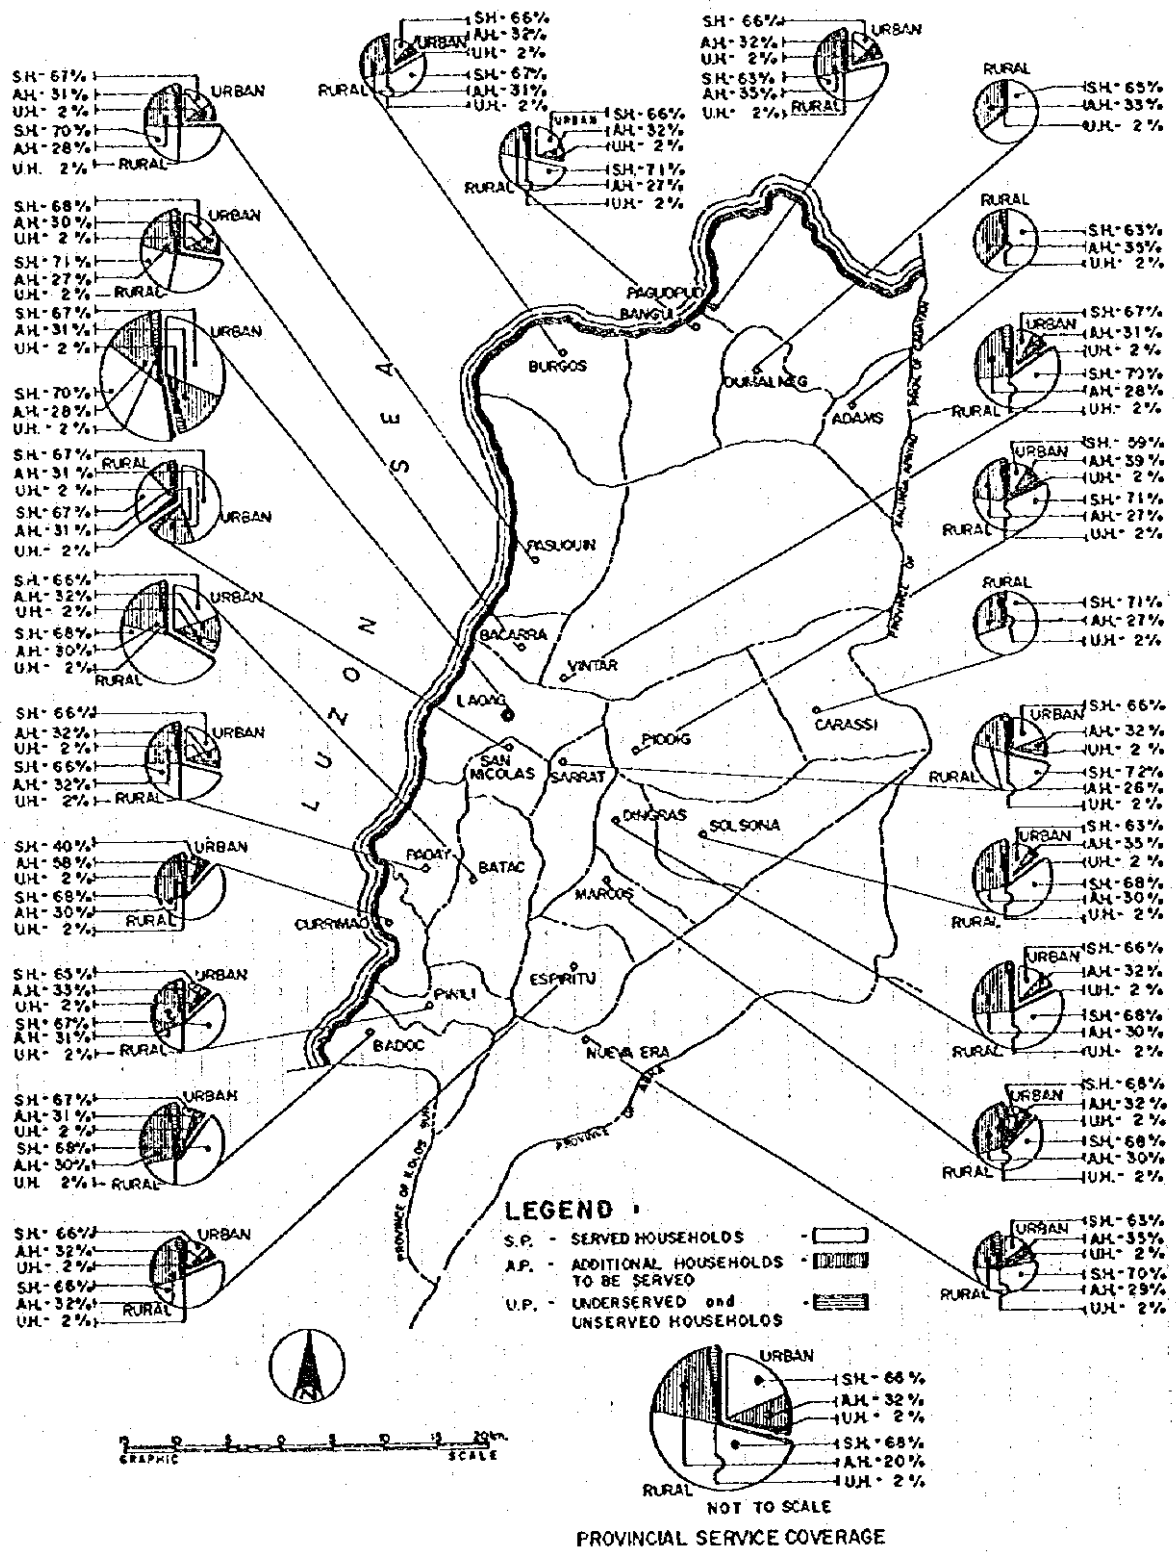 S.H.- 66%
A.H.- 32%
U.H.- 2%
URBAN
S.H.- 67%
A.H.- 31%
U.H.- 2%
RURAL
S.H.- 66%
A.H.- 32%
U.H.- 2%
URBAN
S.H.- 63%
A.H.- 35%
U.H.- 2%
RURAL
URBAN
S.H.- 66%
A.H.- 32%
U.H.- 2%
S.H.- 71%
A.H.- 27%
U.H.- 2%
RURAL
S.H.- 67%
A.H.- 31%
U.H.- 2%
URBAN
S.H.- 70%
A.H.- 28%
U.H. 2%
RURAL
S.H.- 68%
A.H.- 30%
U.H.- 2%
URBAN
S.H.- 71%
A.H.- 27%
U.H.- 2%
RURAL
S.H.- 67%
A.H.- 31%
U.H.- 2%
URBAN
S.H.- 70%
A.H.- 28%
U.H.- 2%
S.H.- 67%
RURAL
A.H.- 31%
U.H.- 2%
S.H.- 67%
URBAN
A.H.- 31%
U.H.- 2%
S.H.- 66%
A.H.- 32%
URBAN
U.H.- 2%
S.H.- 68%
A.H.- 30%
U.H.- 2%
RURAL
S.H.- 66%
A.H.- 32%
URBAN
U.H.- 2%
S.H.- 66%
A.H.- 32%
U.H.- 2%
RURAL
S.H.- 40%
URBAN
A.H.- 58%
U.H.- 2%
S.H.- 68%
A.H.- 30%
RURAL
U.H.- 2%
S.H.- 65%
URBAN
A.H.- 33%
U.H.- 2%
S.H.- 67%
A.H.- 31%
U.H.- 2%
RURAL
S.H.- 67%
URBAN
A.H.- 31%
U.H.- 2%
S.H.- 68%
A.H.- 30%
U.H. 2%
RURAL
S.H.- 66%
URBAN
A.H.- 32%
U.H.- 2%
S.H.- 66%
A.H.- 32%
RURAL
U.H.- 2%
RURAL
S.H.- 65%
A.H.- 33%
U.H.- 2%
RURAL
S.H.- 63%
A.H.- 35%
U.H.- 2%
S.H.- 67%
URBAN
A.H.- 31%
U.H.- 2%
S.H.- 70%
A.H.- 28%
RURAL
U.H.- 2%
S.H.- 59%
URBAN
A.H.- 39%
U.H.- 2%
S.H.- 71%
A.H.- 27%
RURAL
U.H.- 2%
RURAL
S.H.- 71%
A.H.- 27%
U.H.- 2%
S.H.- 66%
URBAN
A.H.- 32%
U.H.- 2%
RURAL
S.H.- 72%
A.H.- 26%
U.H.- 2%
S.H.- 63%
URBAN
A.H.- 35%
U.H.- 2%
S.H.- 68%
A.H.- 30%
RURAL
U.H.- 2%
S.H.- 66%
URBAN
A.H.- 32%
U.H.- 2%
S.H.- 68%
A.H.- 30%
RURAL
U.H.- 2%
S.H.- 66%
URBAN
A.H.- 32%
U.H.- 2%
S.H.- 68%
A.H.- 30%
RURAL
U.H.- 2%
S.H.- 63%
URBAN
A.H.- 35%
U.H.- 2%
S.H.- 70%
A.H.- 29%
RURAL
U.H.- 2%
LUZON SEA
PAGUDPUD
BANGUI
BURGOS
DUMALNEG
ADAMS
PASUQUIN
BACARRA
VINTAR
LAOAG
CARASSI
PIDDIG
SAN
NICOLAS
SARRAT
DINGRAS
SOLSONA
PAOAY
BATAC
MARCOS
CURRIMAO
ESPIRITU
PINILI
BADOC
NUEVA ERA
PROVINCE OF CAGAYAN
PROVINCE OF KALINGA APAYAO
PROVINCE ABRA
PROVINCE OF ILOCOS SUR
LEGEND :
S.P. - SERVED HOUSEHOLDS -
A.P. - ADDITIONAL HOUSEHOLDS -
TO BE SERVED
U.P. - UNDERSERVED and -
UNSERVED HOUSEHOLDS
N
15 10 5 0 5 10 15 20km.
GRAPHIC SCALE
URBAN
S.H.- 66%
A.H.- 32%
U.H.- 2%
S.H.- 68%
A.H.- 20%
U.H.- 2%
RURAL
NOT TO SCALE
PROVINCIAL SERVICE COVERAGE